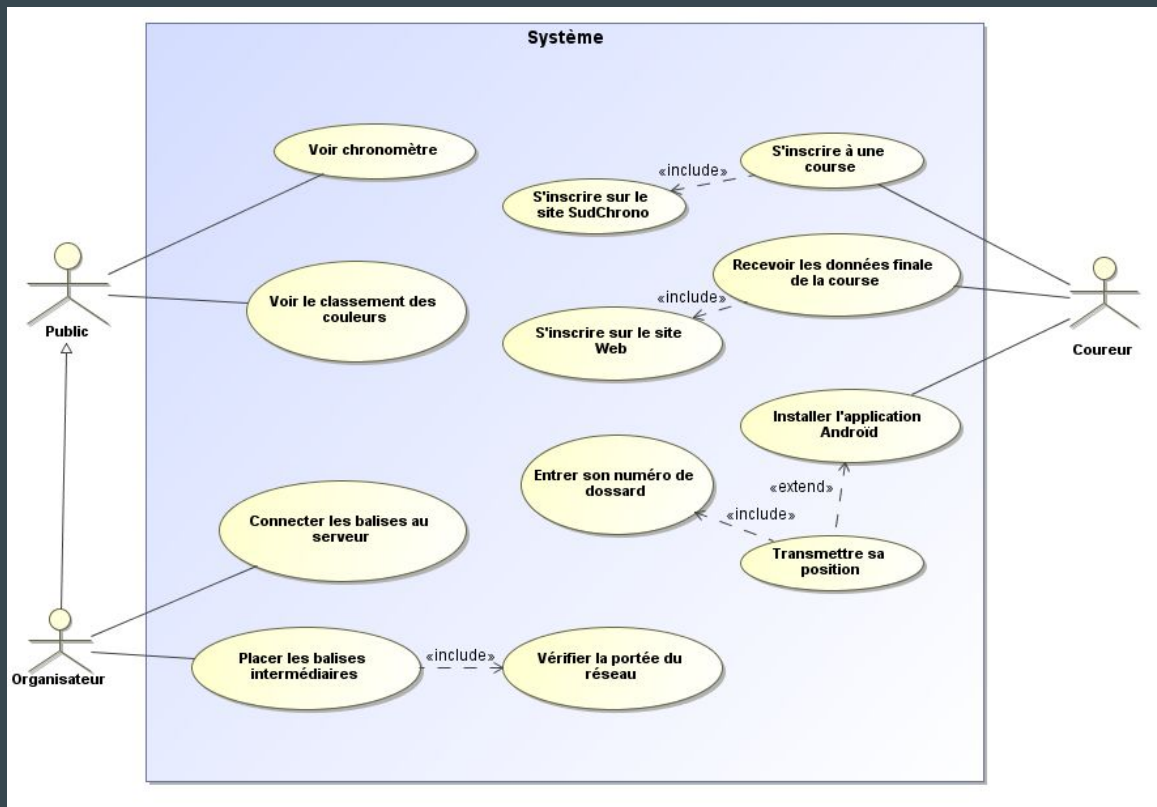 Système
Voir chronomètre
S'inscrire à une
course
«include»
S'inscrire sur le
site SudChrono
Recevoir les données finale
de la course
Voir le classement des
couleurs
«include»
S'inscrire sur le site
Web
Public
Coureur
Installer l'application
Androïd
Entrer son numéro de
dossard
«extend»
«include»
Connecter les balises au
serveur
Transmettre sa
position
Organisateur
Placer les balises
intermédiaires
«include»
Vérifier la portée du
réseau